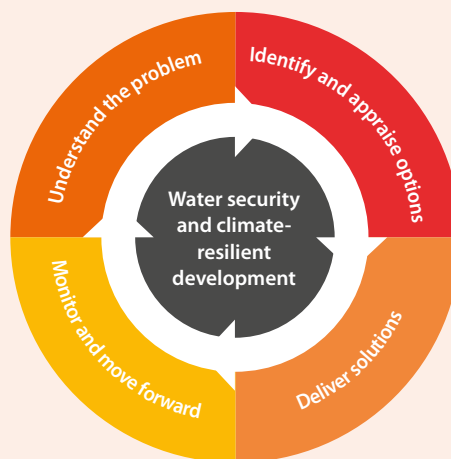 Understand the problem
Identify and appraise options
Water security
and climate-
resilient
development
Monitor and move forward
Deliver solutions